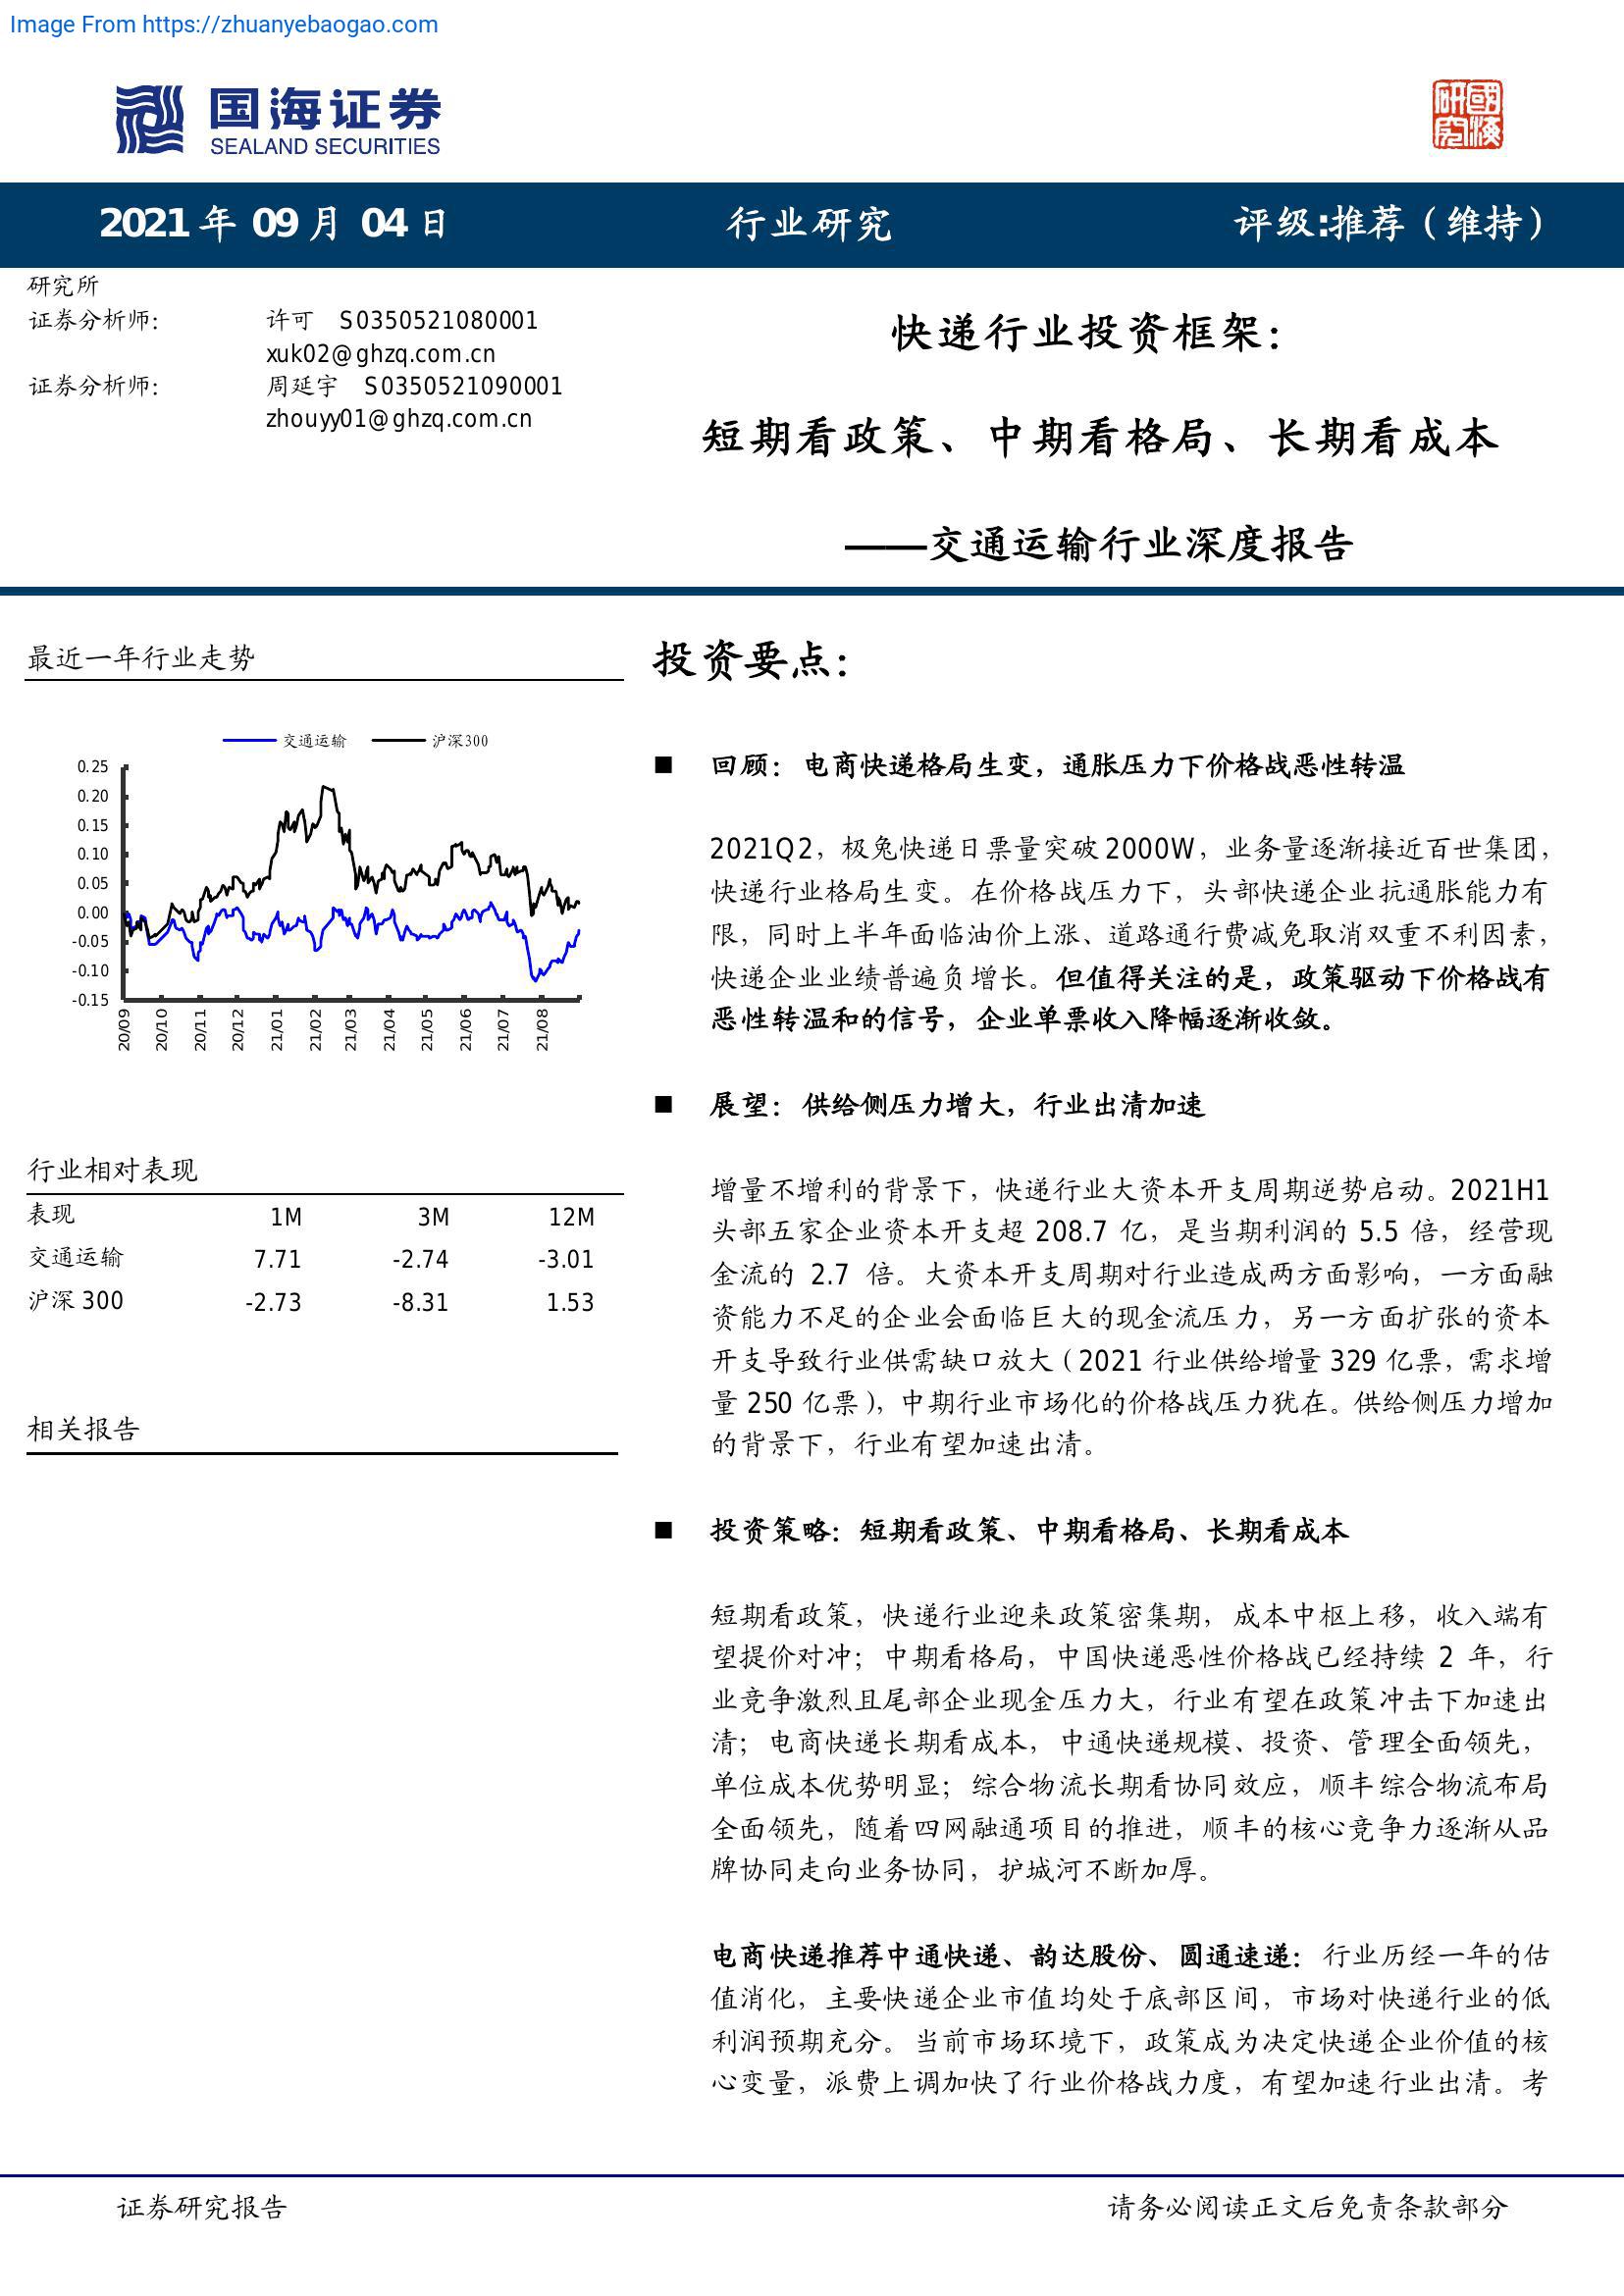 Image From https://zhuanyebaogao.com
国海证券
SEALAND SECURITIES
國海研究
2021 年 09 月 04 日
行业研究
评级:推荐（维持）
研究所
证券分析师： 许可 S0350521080001
xuk02@ghzq.com.cn
证券分析师： 周延宇 S0350521090001
zhouyy01@ghzq.com.cn
快递行业投资框架：
短期看政策、中期看格局、长期看成本
——交通运输行业深度报告
最近一年行业走势
交通运输 沪深300
0.25
0.20
0.15
0.10
0.05
0.00
-0.05
-0.10
-0.15
20/09 20/10 20/11 20/12 21/01 21/02 21/03 21/04 21/05 21/06 21/07 21/08
行业相对表现
表现 1M 3M 12M
交通运输 7.71 -2.74 -3.01
沪深 300 -2.73 -8.31 1.53
相关报告
投资要点：
■ 回顾：电商快递格局生变，通胀压力下价格战恶性转温
2021Q2，极兔快递日票量突破 2000W，业务量逐渐接近百世集团，
快递行业格局生变。在价格战压力下，头部快递企业抗通胀能力有
限，同时上半年面临油价上涨、道路通行费减免取消双重不利因素，
快递企业业绩普遍负增长。但值得关注的是，政策驱动下价格战有
恶性转温和的信号，企业单票收入降幅逐渐收敛。
■ 展望：供给侧压力增大，行业出清加速
增量不增利的背景下，快递行业大资本开支周期逆势启动。2021H1
头部五家企业资本开支超 208.7 亿，是当期利润的 5.5 倍，经营现
金流的 2.7 倍。大资本开支周期对行业造成两方面影响，一方面融
资能力不足的企业会面临巨大的现金流压力，另一方面扩张的资本
开支导致行业供需缺口放大（2021 行业供给增量 329 亿票，需求增
量 250 亿票），中期行业市场化的价格战压力犹在。供给侧压力增加
的背景下，行业有望加速出清。
■ 投资策略：短期看政策、中期看格局、长期看成本
短期看政策，快递行业迎来政策密集期，成本中枢上移，收入端有
望提价对冲；中期看格局，中国快递恶性价格战已经持续 2 年，行
业竞争激烈且尾部企业现金压力大，行业有望在政策冲击下加速出
清；电商快递长期看成本，中通快递规模、投资、管理全面领先，
单位成本优势明显；综合物流长期看协同效应，顺丰综合物流布局
全面领先，随着四网融通项目的推进，顺丰的核心竞争力逐渐从品
牌协同走向业务协同，护城河不断加厚。
电商快递推荐中通快递、韵达股份、圆通速递：行业历经一年的估
值消化，主要快递企业市值均处于底部区间，市场对快递行业的低
利润预期充分。当前市场环境下，政策成为决定快递企业价值的核
心变量，派费上调加快了行业价格战力度，有望加速行业出清。考
证券研究报告
请务必阅读正文后免责条款部分